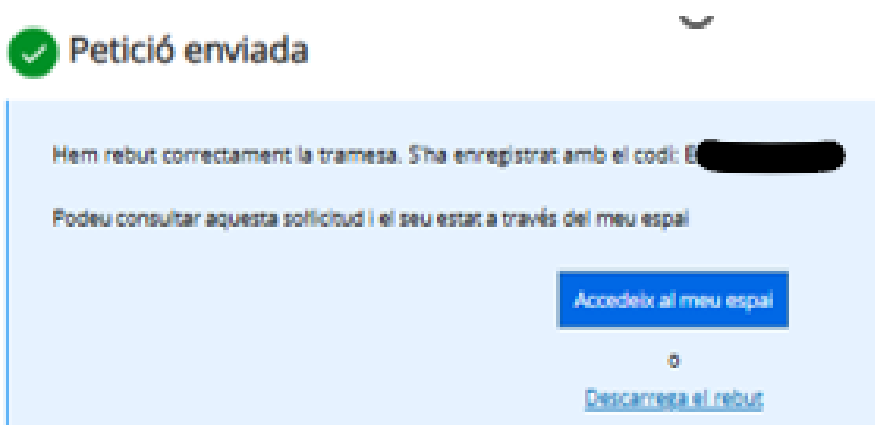 Petició enviada
Hem rebut correctament la tramesa. S'ha enregistrat amb el codi: E
Podeu consultar aquesta sol·licitud i el seu estat a través del meu espai
Accedeix al meu espai
o
Descarrega el rebut